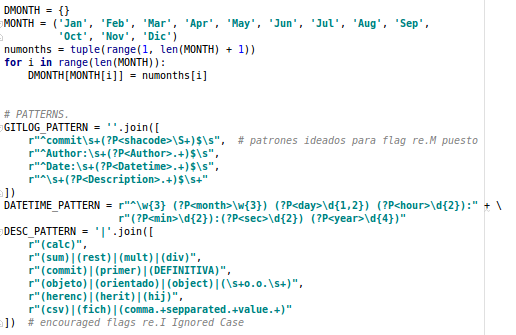 DMONTH = {}
MONTH = ('Jan', 'Feb', 'Mar', 'Apr', 'May', 'Jun', 'Jul', 'Aug', 'Sep',
'Oct', 'Nov', 'Dic')
numonths = tuple(range(1, len(MONTH) + 1))
for i in range(len(MONTH)):
DMONTH[MONTH[i]] = numonths[i]
# PATTERNS.
GITLOG_PATTERN = ''.join([
r"^commit\s+(?P<shacode>\S+)$\s", # patrones ideados para flag re.M puesto
r"^Author:\s+(?P<Author>.+)$\s",
r"^Date:\s+(?P<Datetime>.+)$\s",
r"^\s+(?P<Description>.+)$\s+"
])
DATETIME_PATTERN = r"^\w{3} (?P<month>\w{3}) (?P<day>\d{1,2}) (?P<hour>\d{2}):" + \
r"(?P<min>\d{2}):(?P<sec>\d{2}) (?P<year>\d{4})"
DESC_PATTERN = '|'.join([
r"(calc)",
r"(sum)|(rest)|(mult)|(div)",
r"(commit)|(primer)|(DEFINITIVA)",
r"(objeto)|(orientado)|(object)|(\s+o.o.\s+)",
r"(herenc)|(herit)|(hij)",
r"(csv)|(fich)|(comma.+sepparated.+value.+)"
]) # encouraged flags re.I Ignored Case